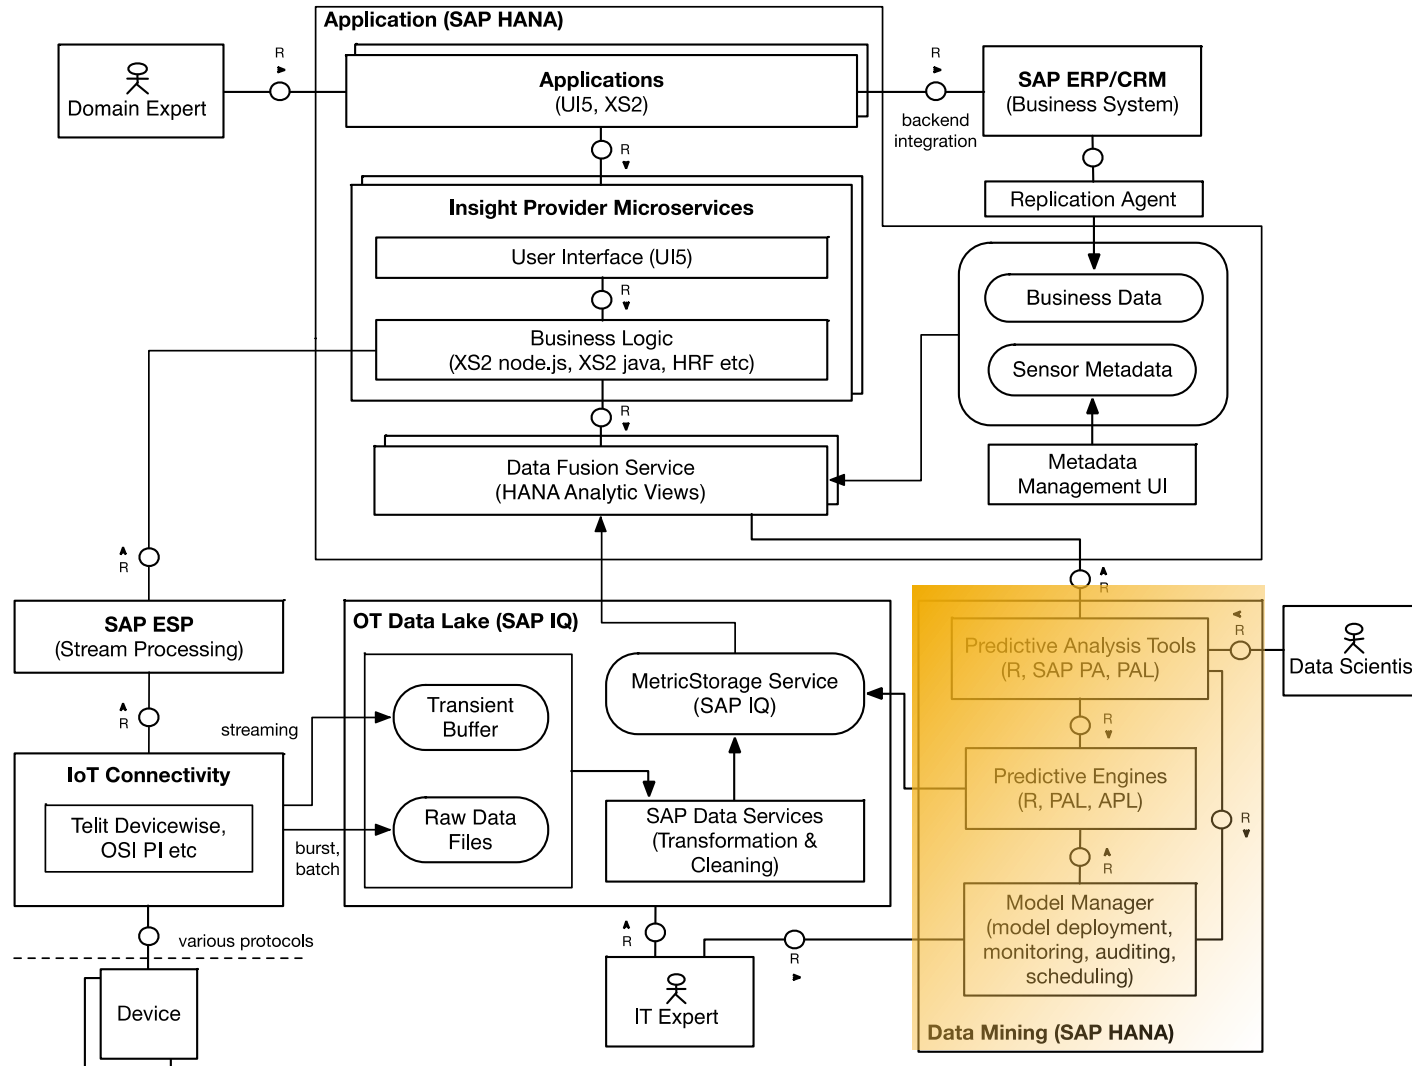 Application (SAP HANA)
R
R
Domain Expert
Applications
(UI5, XS2)
SAP ERP/CRM
(Business System)
backend
integration
R
Replication Agent
Insight Provider Microservices
User Interface (UI5)
R
Business Logic
(XS2 node.js, XS2 java, HRF etc)
Business Data
Sensor Metadata
R
Data Fusion Service
(HANA Analytic Views)
Metadata
Management UI
R
R
SAP ESP
(Stream Processing)
OT Data Lake (SAP IQ)
Predictive Analysis Tools
(R, SAP PA, PAL)
R
Data Scientis
MetricStorage Service
(SAP IQ)
Transient
Buffer
streaming
R
R
IoT Connectivity
Telit Devicewise,
OSI PI etc
Predictive Engines
(R, PAL, APL)
Raw Data
Files
SAP Data Services
(Transformation &
Cleaning)
burst,
batch
R
R
Model Manager
(model deployment,
monitoring, auditing,
scheduling)
various protocols
R
R
Device
IT Expert
Data Mining (SAP HANA)